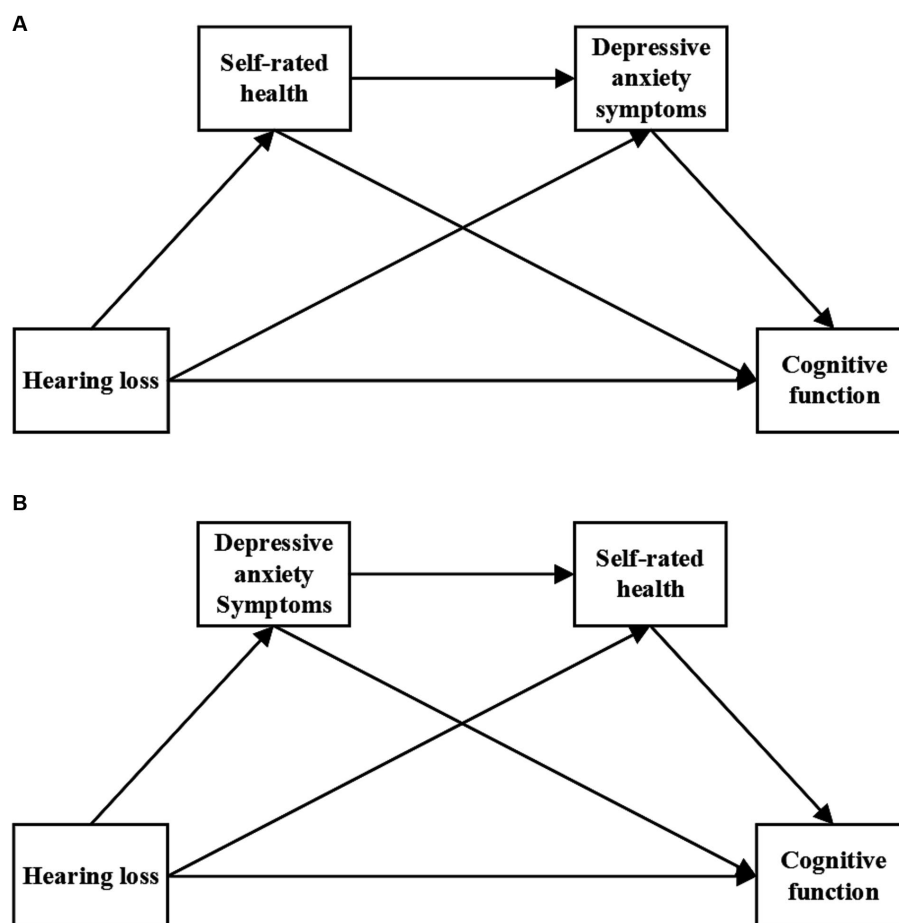 A
Self-rated
health
Depressive
anxiety
symptoms
Hearing loss
Cognitive
function
B
Depressive
anxiety
Symptoms
Self-rated
health
Hearing loss
Cognitive
function